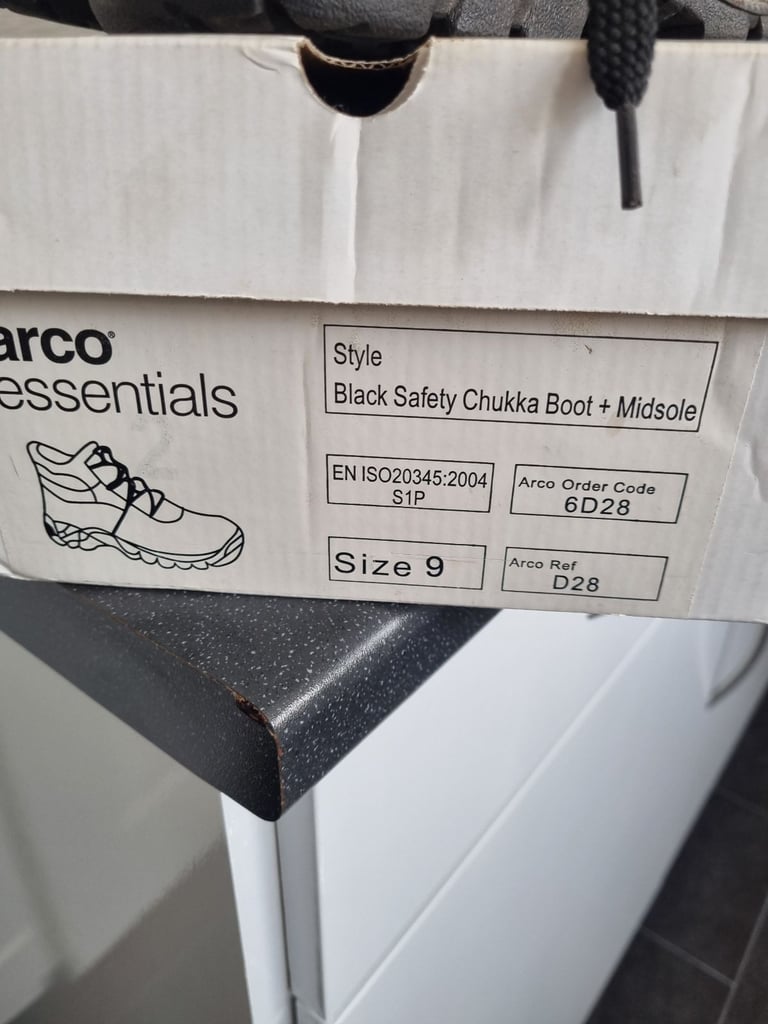 arco®
essentials
Style
Black Safety Chukka Boot + Midsole
EN ISO20345:2004
S1P
Arco Order Code
6D28
Size 9
Arco Ref
D28